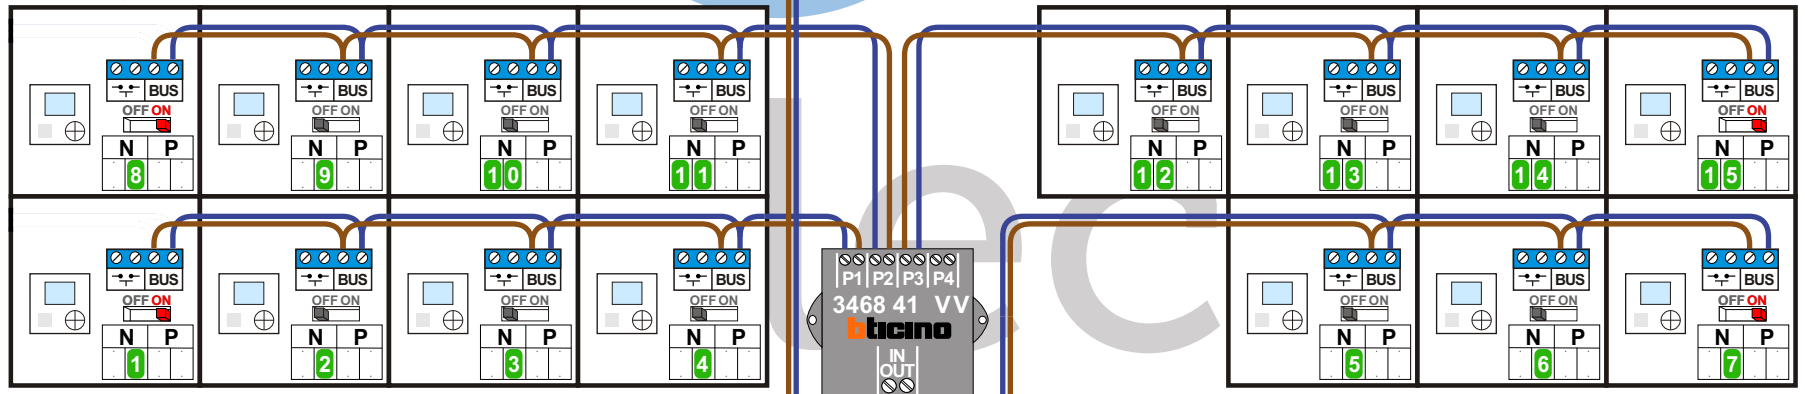 BUS BUS BUS BUS BUS BUS BUS BUS
OFF ON OFF ON OFF ON OFF ON OFF ON OFF ON OFF ON OFF ON
N P N P N P N P N P N P N P N P
8 9 10 11 12 13 14 15
lec
BUS BUS BUS BUS P1 P2 P3 P4 BUS BUS BUS
OFF ON OFF ON OFF ON OFF ON 3468 41 VV OFF ON OFF ON OFF ON
N P N P N P N P bticino N P N P N P
1 2 3 4 IN 5 6 7
OUT